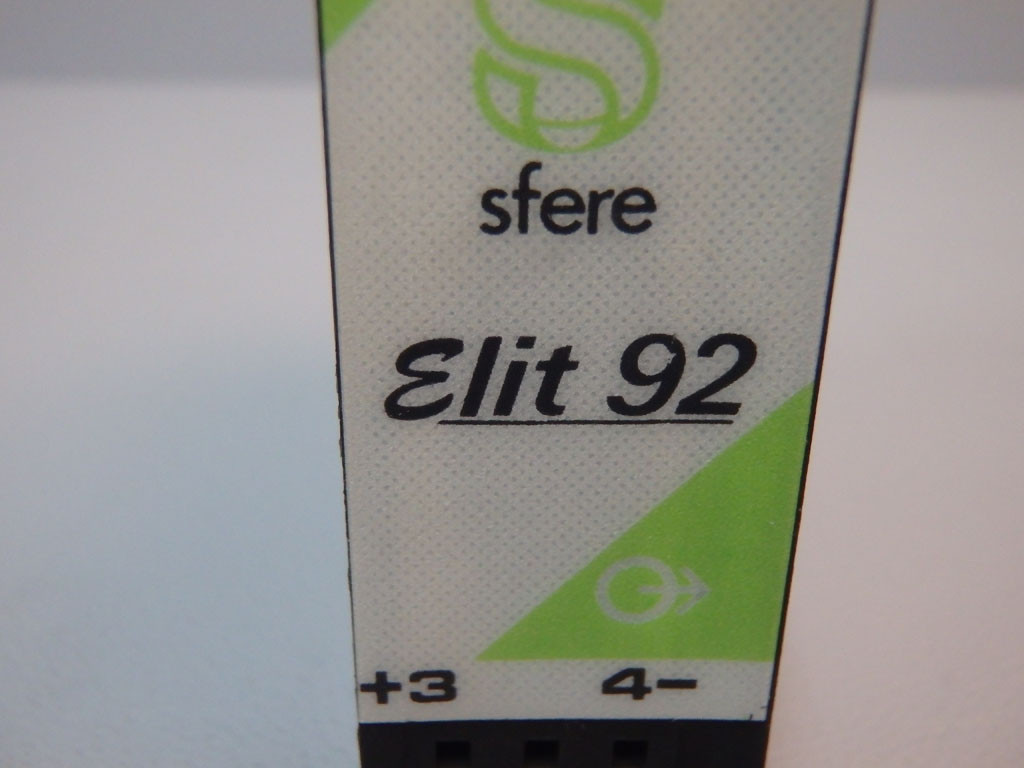 sfere
Elit 92
+3 4-